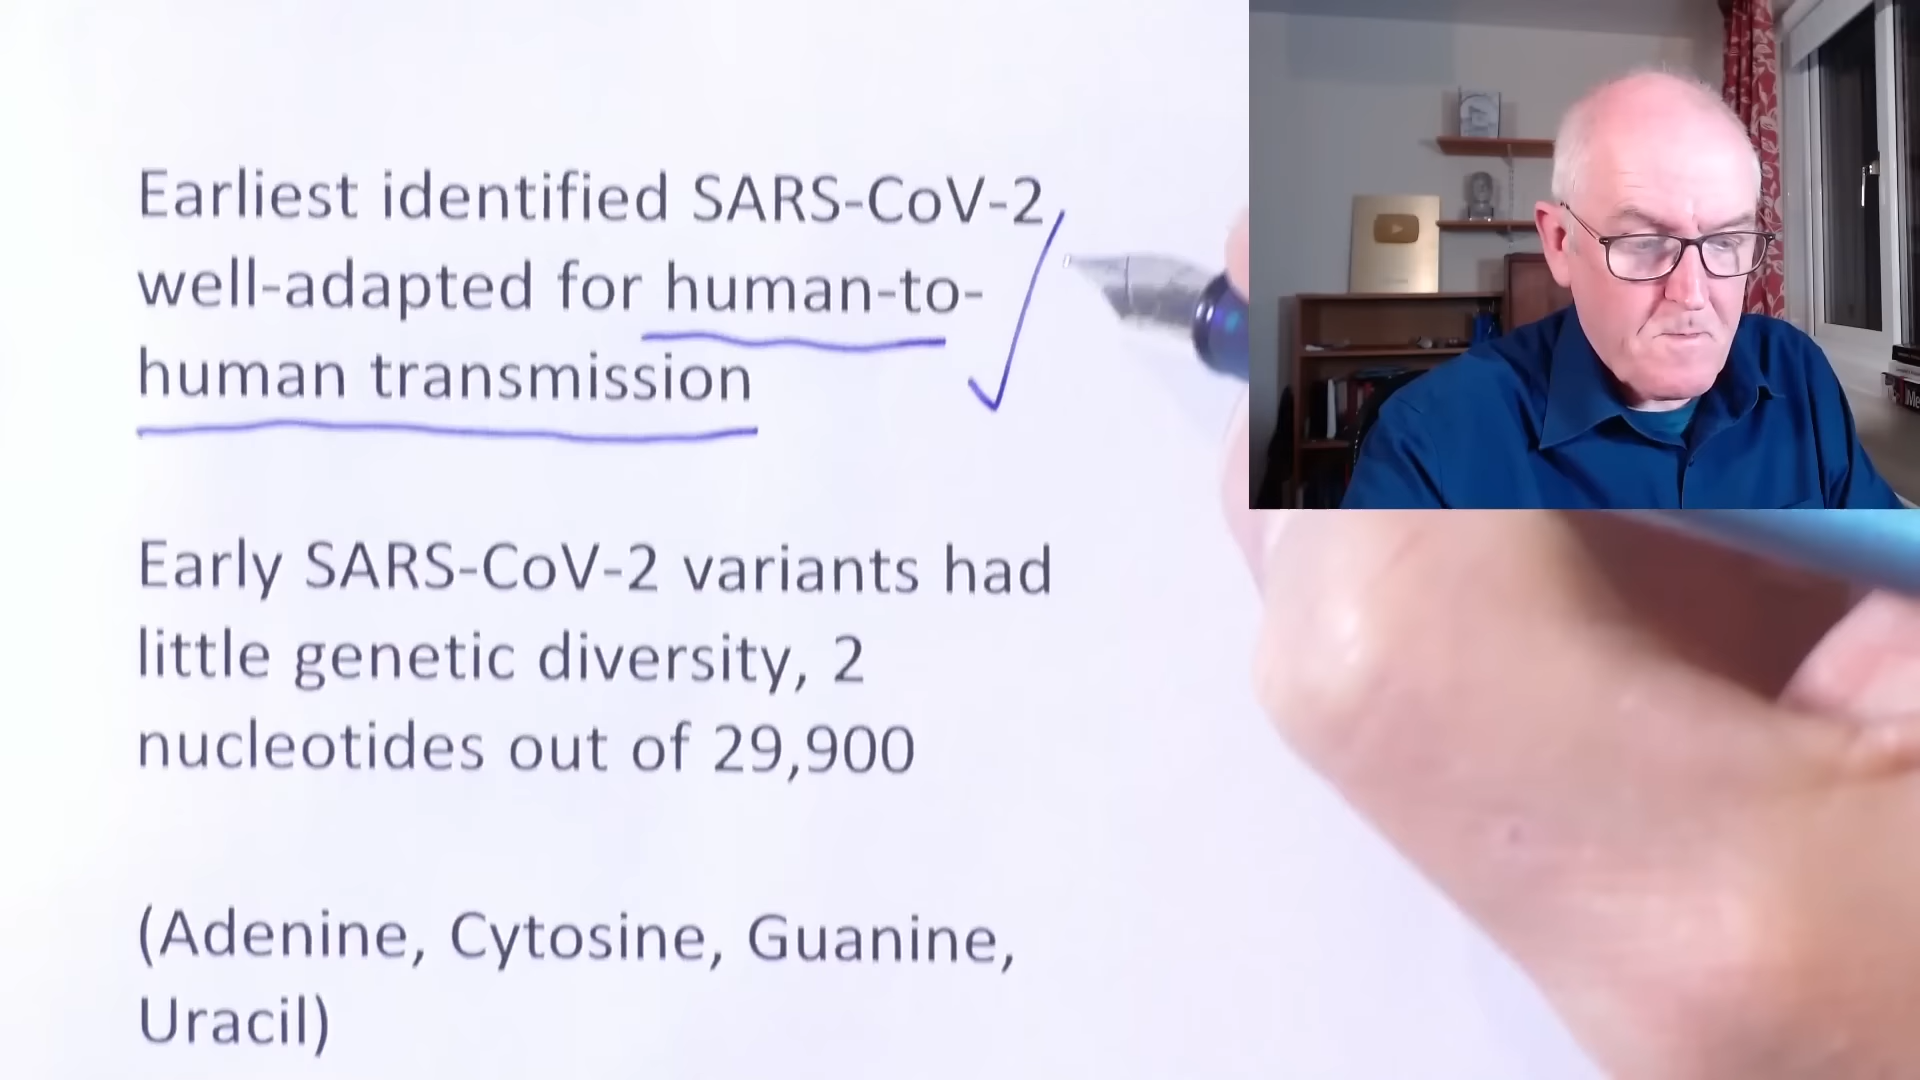 Earliest identified SARS-CoV-2,
well-adapted for human-to-
human transmission
Early SARS-CoV-2 variants had
little genetic diversity, 2
nucleotides out of 29,900
(Adenine, Cytosine, Guanine,
Uracil)